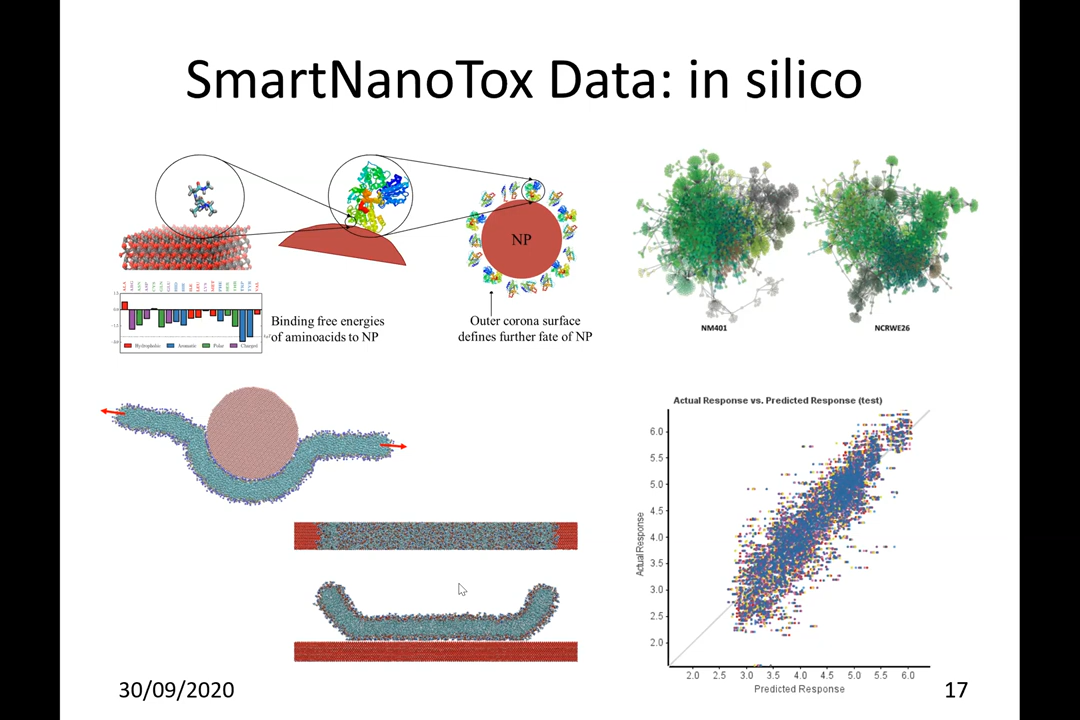 SmartNanoTox Data: in silico
NP
Binding free energies
of aminoacids to NP
Outer corona surface
defines further fate of NP
Hydrophobic Aromatic Polar Charged
NM401
NCRWE26
Actual Response vs. Predicted Response (test)
Actual Response
6.0
5.5
5.0
4.5
4.0
3.5
3.0
2.5
2.0
2.0 2.5 3.0 3.5 4.0 4.5 5.0 5.5 6.0
Predicted Response
30/09/2020
17